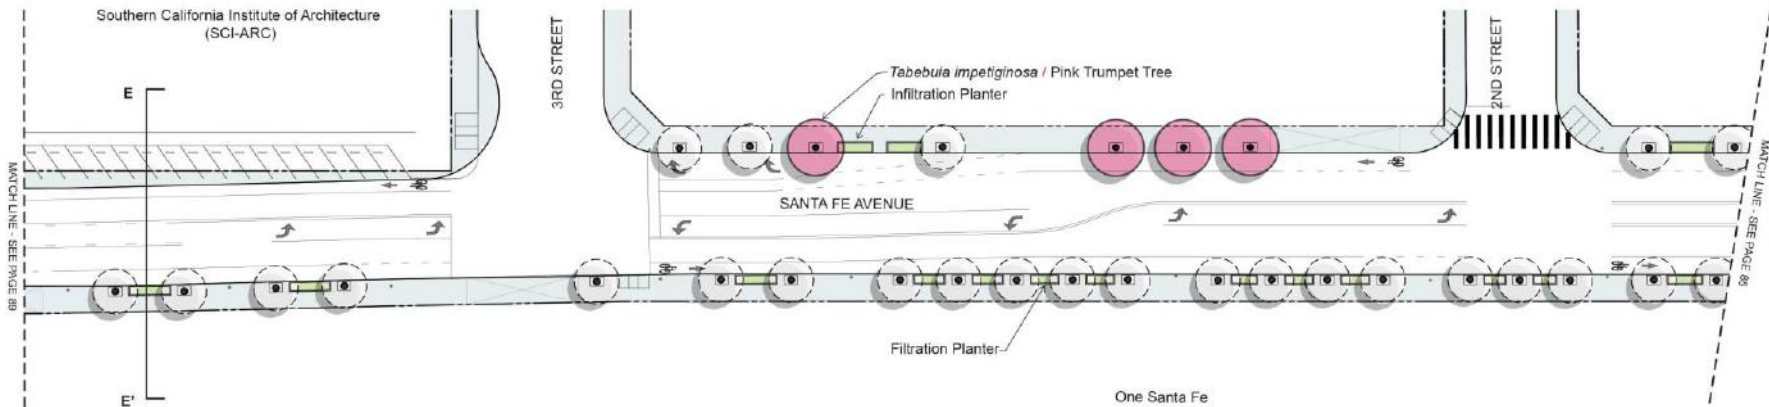 Southern California Institute of Architecture
(SCI-ARC)
3RD STREET
2ND STREET
Tabebuia impetiginosa / Pink Trumpet Tree
Infiltration Planter
E
SANTA FE AVENUE
MATCH LINE - SEE PAGE 89
MATCH LINE - SEE PAGE 85
Filtration Planter
E'
One Santa Fe